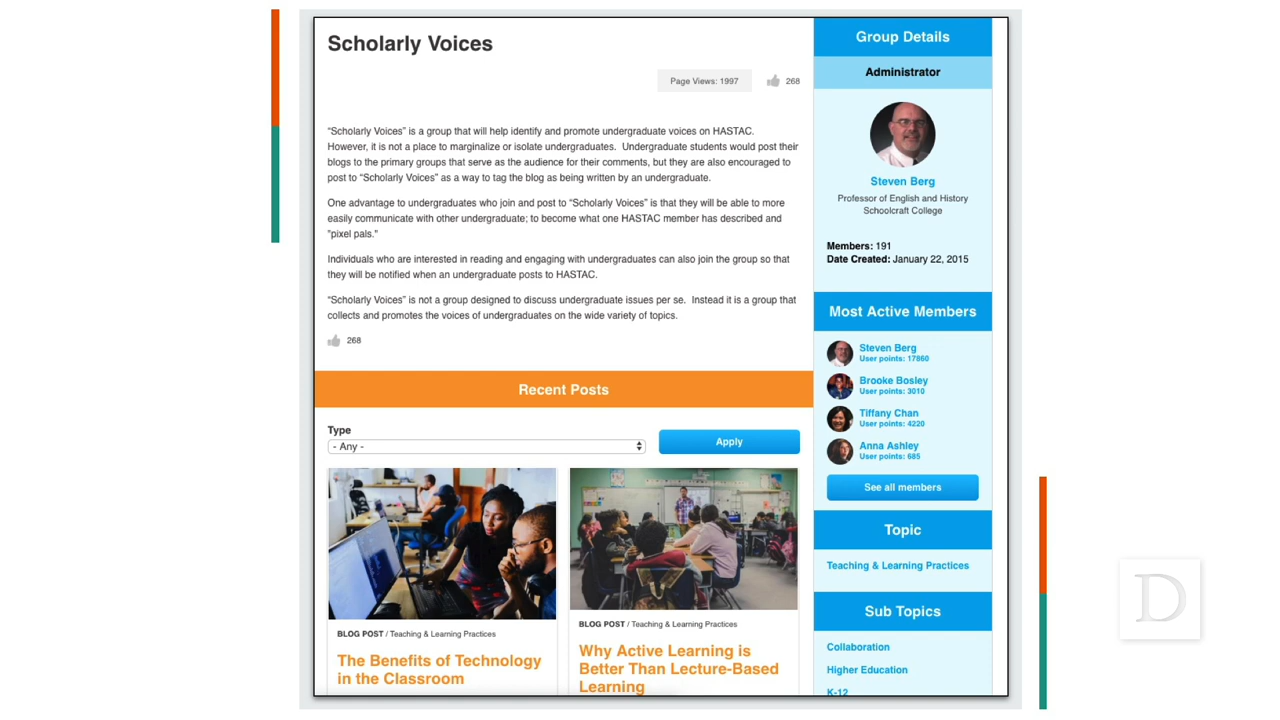 Scholarly Voices
Page Views: 1997
268
“Scholarly Voices” is a group that will help identify and promote undergraduate voices on HASTAC.
However, it is not a place to marginalize or isolate undergraduates.  Undergraduate students would post their
blogs to the primary groups that serve as the audience for their comments, but they are also encouraged to
post to “Scholarly Voices” as a way to tag the blog as being written by an undergraduate.
One advantage to undergraduates who join and post to “Scholarly Voices” is that they will be able to more
easily communicate with other undergraduate; to become what one HASTAC member has described and
"pixel pals."
Individuals who are interested in reading and engaging with undergraduates can also join the group so that
they will be notified when an undergraduate posts to HASTAC.
“Scholarly Voices” is not a group designed to discuss undergraduate issues per se.  Instead it is a group that
collects and promotes the voices of undergraduates on the wide variety of topics.
268
Recent Posts
Type
- Any -
Apply
BLOG POST / Teaching & Learning Practices
The Benefits of Technology
in the Classroom
BLOG POST / Teaching & Learning Practices
Why Active Learning is
Better Than Lecture-Based
Learning
Group Details
Administrator
Steven Berg
Professor of English and History
Schoolcraft College
Members: 191
Date Created: January 22, 2015
Most Active Members
Steven Berg
User points: 17860
Brooke Bosley
User points: 3010
Tiffany Chan
User points: 4220
Anna Ashley
User points: 685
See all members
Topic
Teaching & Learning Practices
Sub Topics
Collaboration
Higher Education
K-12
D